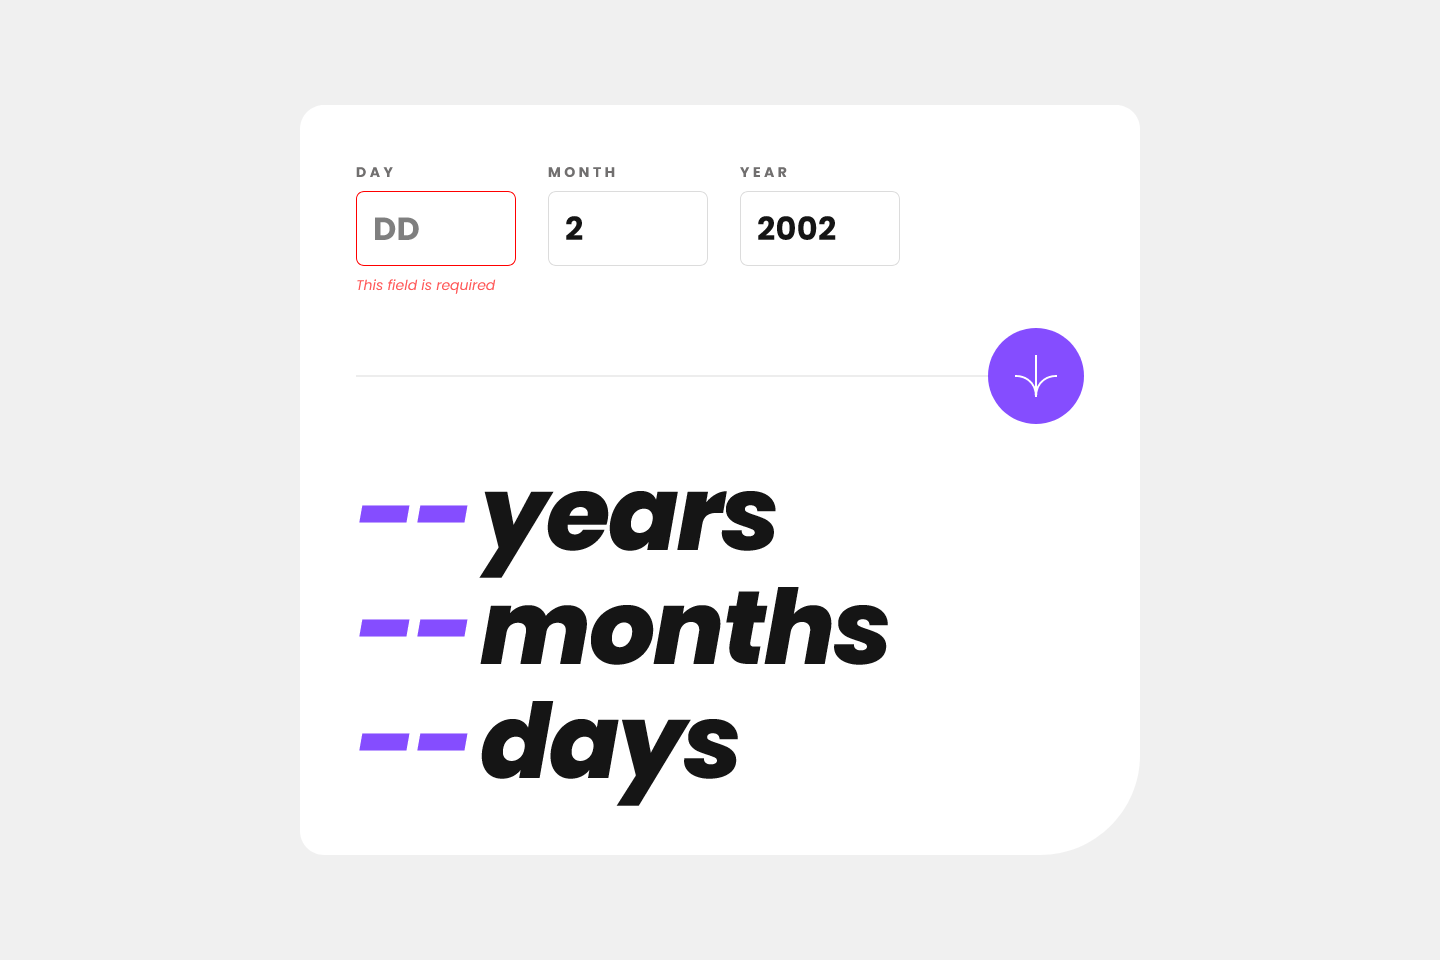 DAY MONTH YEAR
DD 2 2002
This field is required
-- years
-- months
-- days